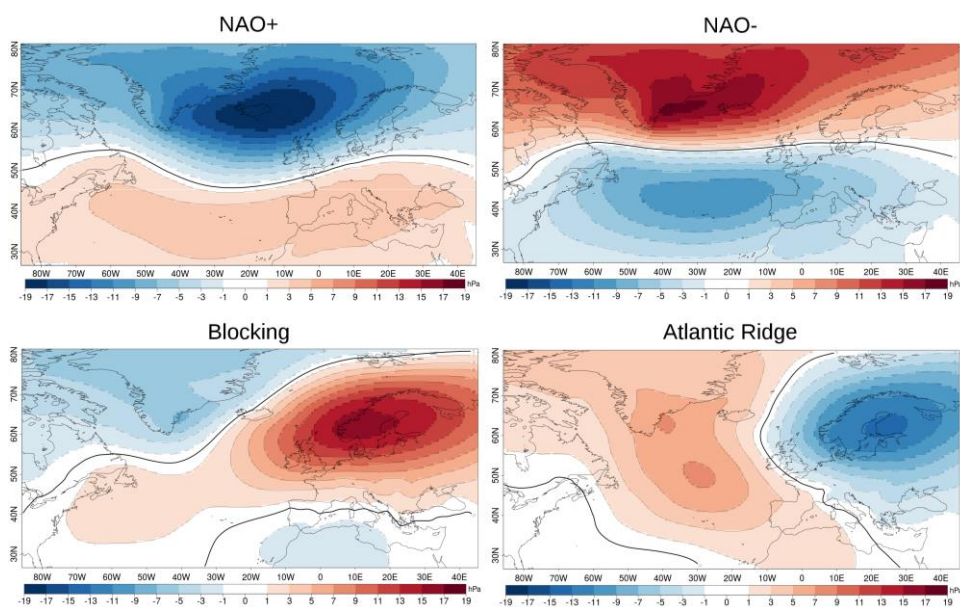 NAO+
80N
70N
60N
50N
40N
30N
80W 70W 60W 50W 40W 30W 20W 10W 0 10E 20E 30E 40E
-19 -17 -15 -13 -11 -9 -7 -5 -3 -1 0 1 3 5 7 9 11 13 15 17 19 hPa
NAO-
80N
70N
60N
50N
40N
30N
80W 70W 60W 50W 40W 30W 20W 10W 0 10E 20E 30E 40E
-19 -17 -15 -13 -11 -9 -7 -5 -3 -1 0 1 3 5 7 9 11 13 15 17 19 hPa
Blocking
80N
70N
60N
50N
40N
30N
80W 70W 60W 50W 40W 30W 20W 10W 0 10E 20E 30E 40E
-19 -17 -15 -13 -11 -9 -7 -5 -3 -1 0 1 3 5 7 9 11 13 15 17 19 hPa
Atlantic Ridge
80N
70N
60N
50N
40N
30N
80W 70W 60W 50W 40W 30W 20W 10W 0 10E 20E 30E 40E
-19 -17 -15 -13 -11 -9 -7 -5 -3 -1 0 1 3 5 7 9 11 13 15 17 19 hPa